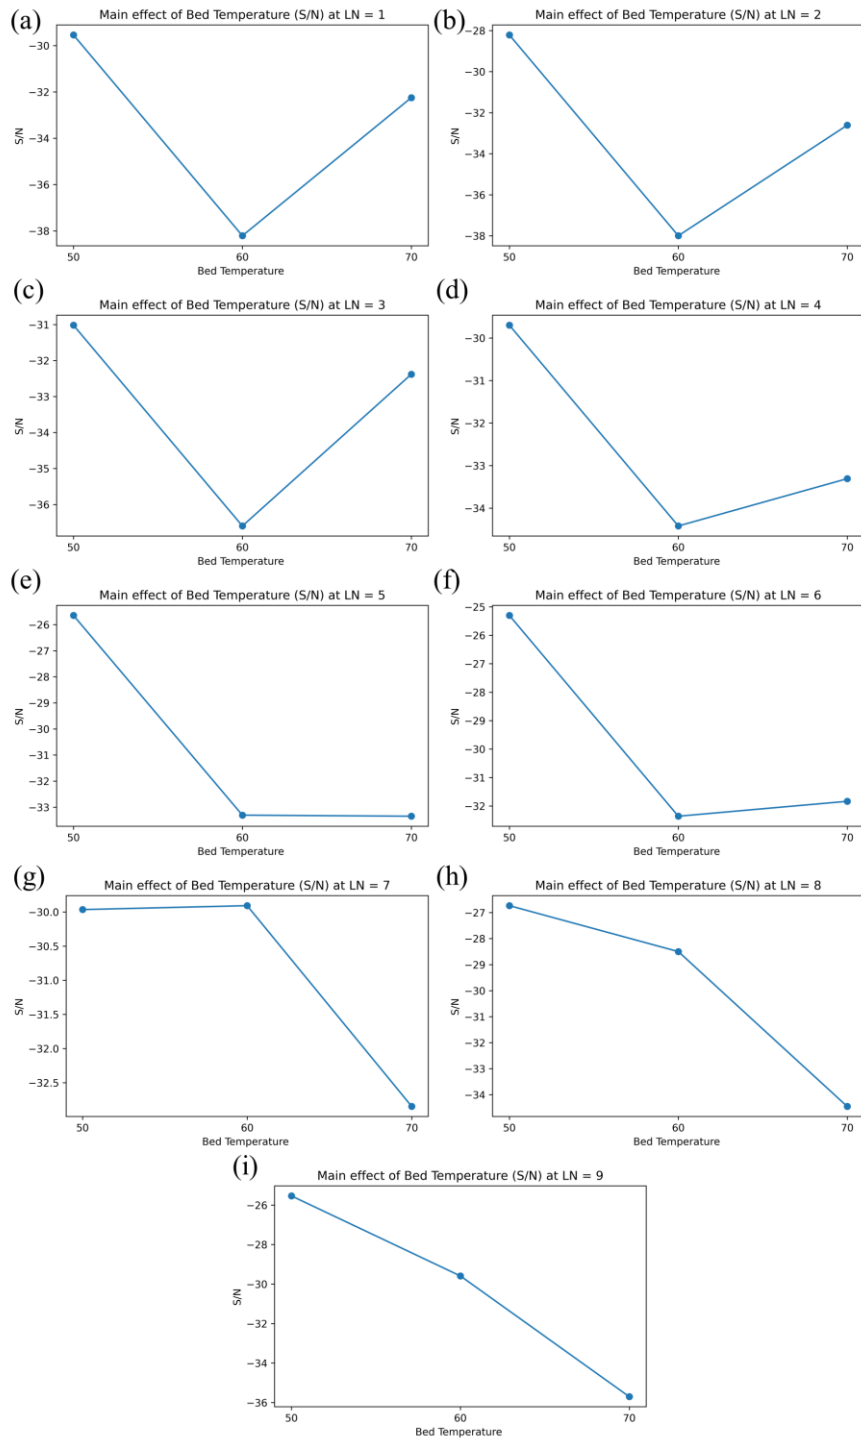 (a)
Main effect of Bed Temperature (S/N) at LN = 1
−30
−32
−34
−36
−38
S/N
50
60
70
Bed Temperature
(b)
Main effect of Bed Temperature (S/N) at LN = 2
−28
−30
−32
−34
−36
−38
S/N
50
60
70
Bed Temperature
(c)
Main effect of Bed Temperature (S/N) at LN = 3
−31
−32
−33
−34
−35
−36
S/N
50
60
70
Bed Temperature
(d)
Main effect of Bed Temperature (S/N) at LN = 4
−30
−31
−32
−33
−34
S/N
50
60
70
Bed Temperature
(e)
Main effect of Bed Temperature (S/N) at LN = 5
−26
−27
−28
−29
−30
−31
−32
−33
S/N
50
60
70
Bed Temperature
(f)
Main effect of Bed Temperature (S/N) at LN = 6
−25
−26
−27
−28
−29
−30
−31
−32
S/N
50
60
70
Bed Temperature
(g)
Main effect of Bed Temperature (S/N) at LN = 7
−30.0
−30.5
−31.0
−31.5
−32.0
−32.5
S/N
50
60
70
Bed Temperature
(h)
Main effect of Bed Temperature (S/N) at LN = 8
−27
−28
−29
−30
−31
−32
−33
−34
S/N
50
60
70
Bed Temperature
(i)
Main effect of Bed Temperature (S/N) at LN = 9
−26
−28
−30
−32
−34
−36
S/N
50
60
70
Bed Temperature